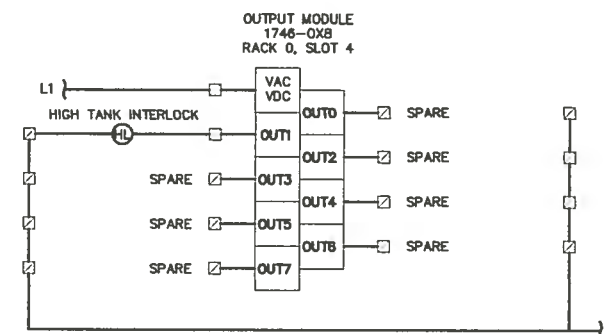 OUTPUT MODULE
1746-OX8
RACK 0, SLOT 4
L1
VAC
VDC
OUT0
SPARE
HIGH TANK INTERLOCK
HL
OUT1
OUT2
SPARE
SPARE
OUT3
OUT4
SPARE
SPARE
OUT5
OUT6
SPARE
SPARE
OUT7